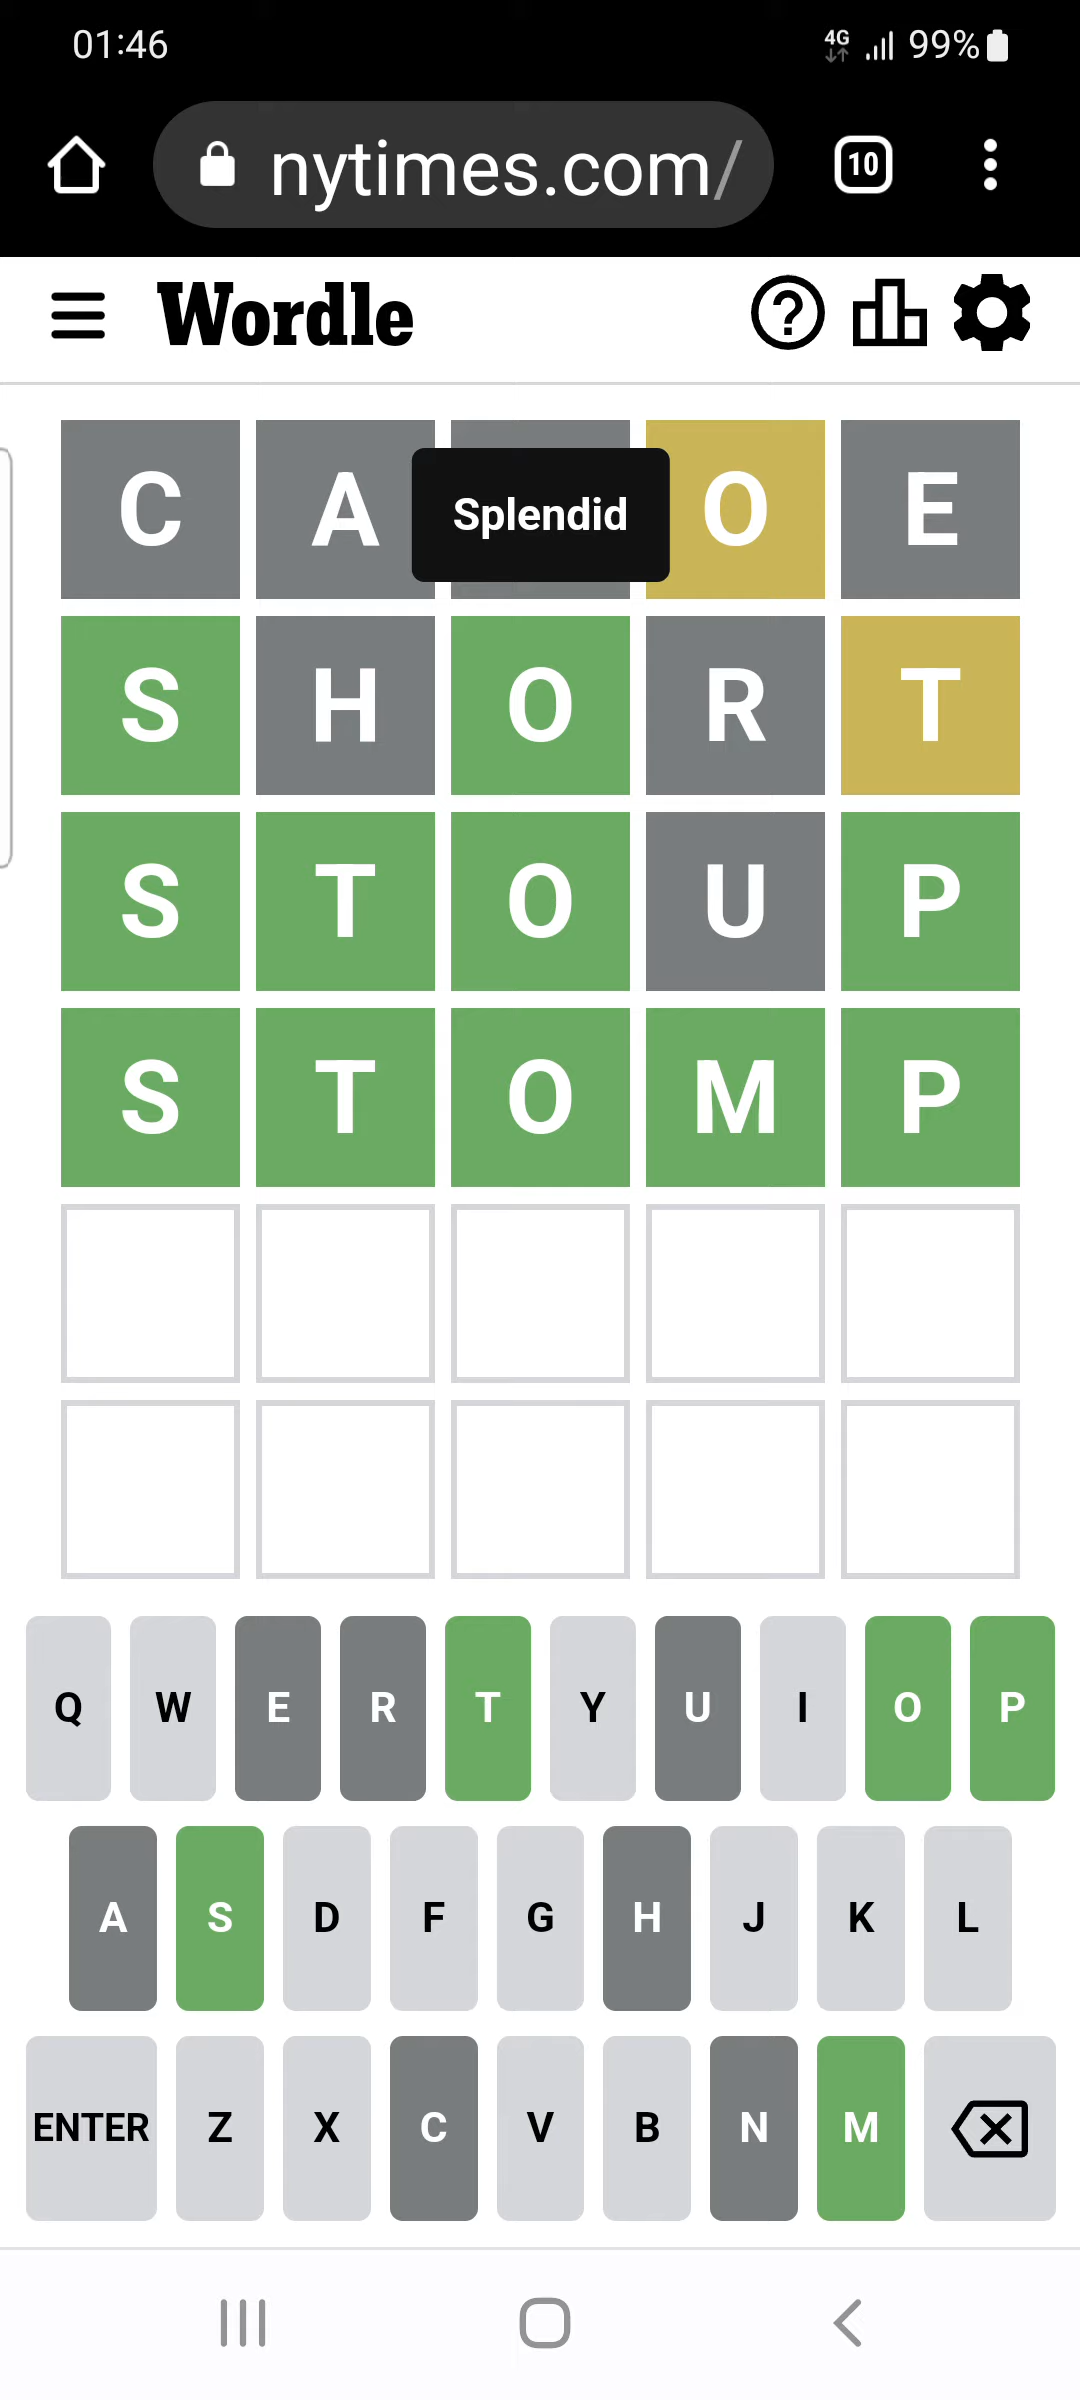 01:46 4G 99%
nytimes.com/ 10
Wordle ?
C A O E
Splendid
S H O R T
S T O U P
S T O M P
Q W E R T Y U I O P
A S D F G H J K L
ENTER Z X C V B N M